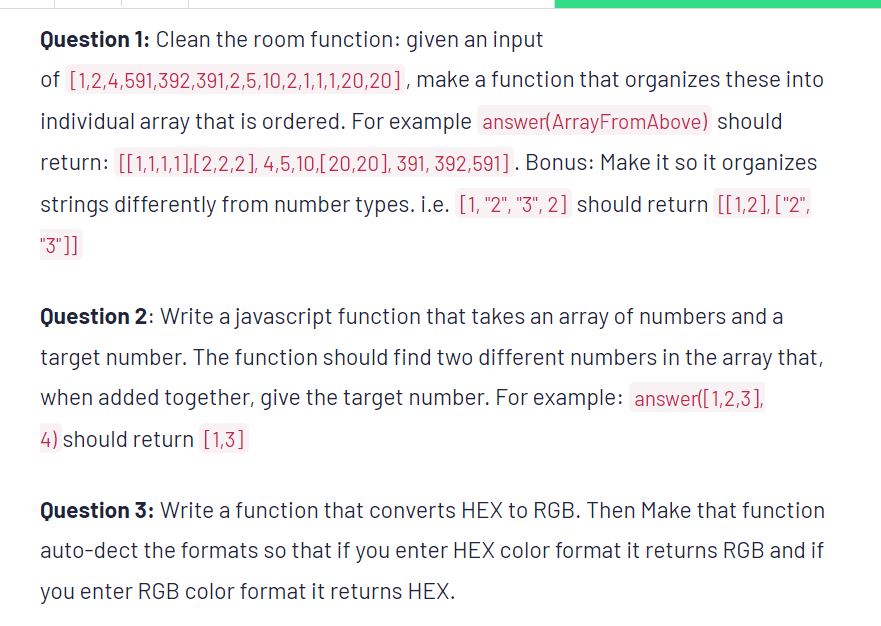 Question 1: Clean the room function: given an input
of [1,2,4,591,392,391,2,5,10,2,1,1,1,20,20], make a function that organizes these into
individual array that is ordered. For example answer(ArrayFromAbove) should
return: [[1,1,1,1],[2,2,2], 4,5,10,[20,20], 391, 392,591]. Bonus: Make it so it organizes
strings differently from number types. i.e. [1, "2", "3", 2] should return [[1,2], ["2",
"3"]]
Question 2: Write a javascript function that takes an array of numbers and a
target number. The function should find two different numbers in the array that,
when added together, give the target number. For example: answer([1,2,3],
4) should return [1,3]
Question 3: Write a function that converts HEX to RGB. Then Make that function
auto-dect the formats so that if you enter HEX color format it returns RGB and if
you enter RGB color format it returns HEX.